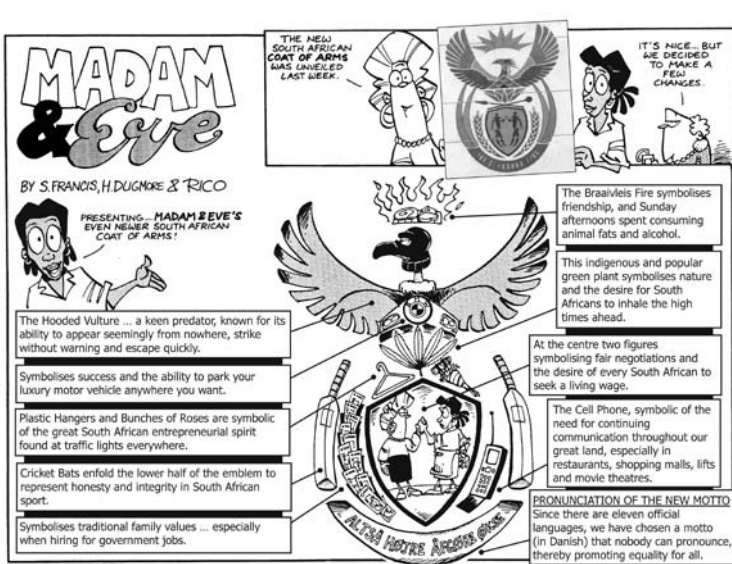 MADAM
& Eve
BY S. FRANCIS, H. DUGMORE & RICO
THE NEW
SOUTH AFRICAN
COAT OF ARMS
WAS UNVEILED
LAST WEEK.
IT'S NICE... BUT
WE DECIDED
TO MAKE A
FEW
CHANGES.
PRESENTING... MADAM & EVE'S
EVEN NEWER SOUTH AFRICAN
COAT OF ARMS!
The Hooded Vulture ... a keen predator, known for its
ability to appear seemingly from nowhere, strike
without warning and escape quickly.
Symbolises success and the ability to park your
luxury motor vehicle anywhere you want.
Plastic Hangers and Bunches of Roses are symbolic
of the great South African entrepreneurial spirit
found at traffic lights everywhere.
Cricket Bats enfold the lower half of the emblem to
represent honesty and integrity in South African
sport.
Symbolises traditional family values ... especially
when hiring for government jobs.
The Braaivleis Fire symbolises
friendship, and Sunday
afternoons spent consuming
animal fats and alcohol.
This indigenous and popular
green plant symbolises nature
and the desire for South
Africans to inhale the high
times ahead.
At the centre two figures
symbolising fair negotiations and
the desire of every South African to
seek a living wage.
The Cell Phone, symbolic of the
need for continuing
communication throughout our
great land, especially in
restaurants, shopping malls, lifts
and movie theatres.
PRONUNCIATION OF THE NEW MOTTO
Since there are eleven official
languages, we have chosen a motto
(in Danish) that nobody can pronounce,
thereby promoting equality for all.
ALTSÅ